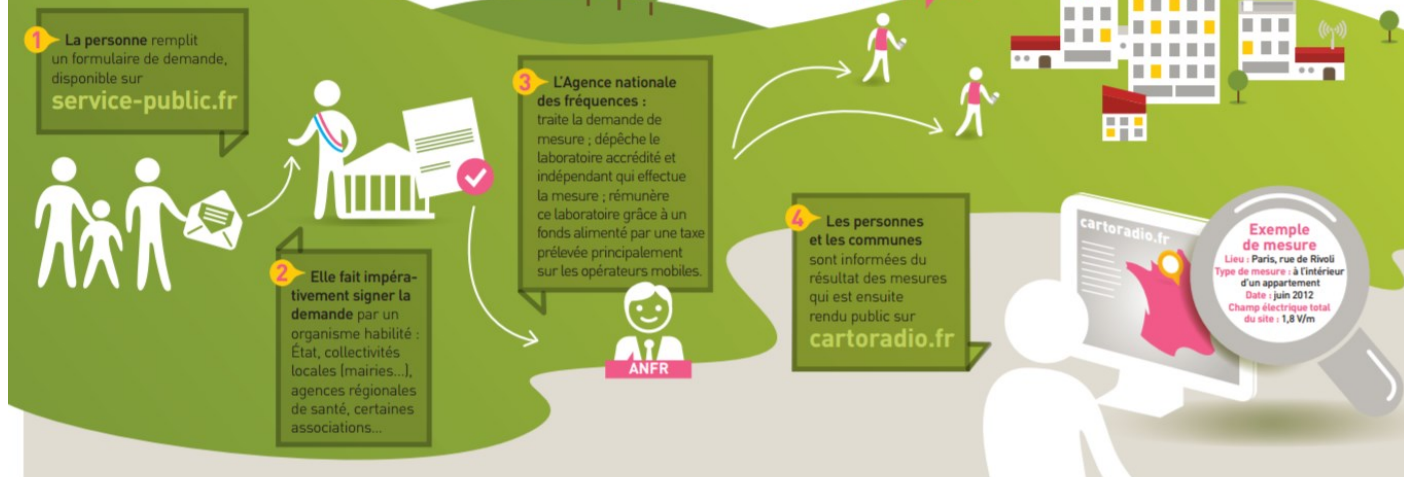 1 La personne remplit
un formulaire de demande,
disponible sur
service-public.fr
2 Elle fait impéra-
tivement signer la
demande par un
organisme habilité :
État, collectivités
locales (mairies...),
agences régionales
de santé, certaines
associations...
3 L'Agence nationale
des fréquences :
traite la demande de
mesure ; dépêche le
laboratoire accrédité et
indépendant qui effectue
la mesure ; rémunère
ce laboratoire grâce à un
fonds alimenté par une taxe
prélevée principalement
sur les opérateurs mobiles.
ANFR
4 Les personnes
et les communes
sont informées du
résultat des mesures
qui est ensuite
rendu public sur
cartoradio.fr
cartoradio.fr
Exemple
de mesure
Lieu : Paris, rue de Rivoli
Type de mesure : à l'intérieur
d'un appartement
Date : juin 2012
Champ électrique total
du site : 1,8 V/m